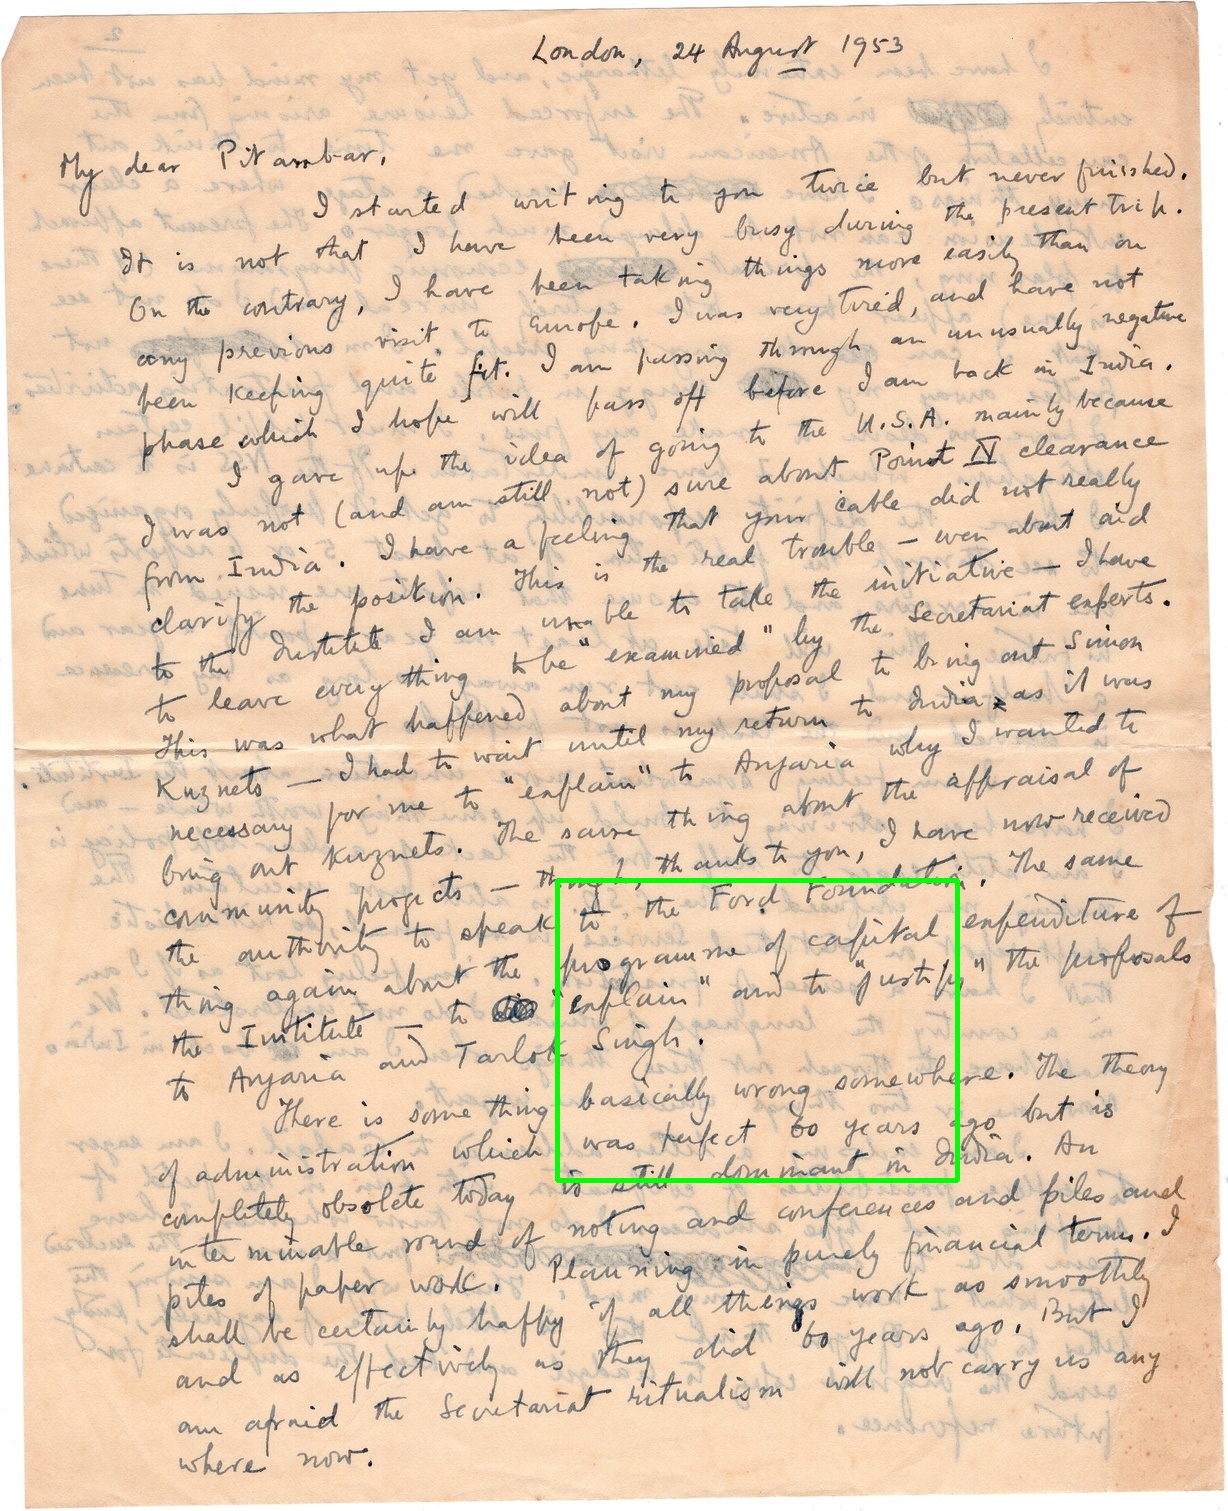 London, 24 August 1953
My dear Pitambar,
I started writing to you twice but never finished.
It is not that I have been very busy during the present trip.
On the contrary, I have been taking things more easily than on
any previous visit to Europe. I was very tired, and have not
been keeping quite fit. I am passing through an unusually negative
phase which I hope will pass off before I am back in India.
I gave up the idea of going to the U.S.A. mainly because
I was not (and am still not) sure about Point IV clearance
from India. I have a feeling that your cable did not really
clarify the position. This is the real trouble — even about aid
to the Institute I am unable to take the initiative — I have
to leave every thing to be "examined" by the Secretariat experts.
This was what happened about my proposal to bring out Simon
Kuznets — I had to wait until my return to India, as it was
necessary for me to "explain" to Anjaria why I wanted to
bring out Kuznets. The same thing about the appraisal of
community projects — though, thanks to you, I have now received
the authority to speak to the Ford Foundation. The same
thing again about the programme of capital expenditure of
the Institute — to "explain" and to "justify" the proposals
to Anjaria and Tarlok Singh.
There is some thing basically wrong somewhere. The theory
of administration which was perfect 60 years ago but is
completely obsolete today is still dominant in India. An
interminable round of noting and conferences and piles and
piles of paper work. Planning in purely financial terms. I
shall be certainly happy if all things work as smoothly
and as effectively as they did 60 years ago. But I
am afraid the Secretariat ritualism will not carry us any
where now.